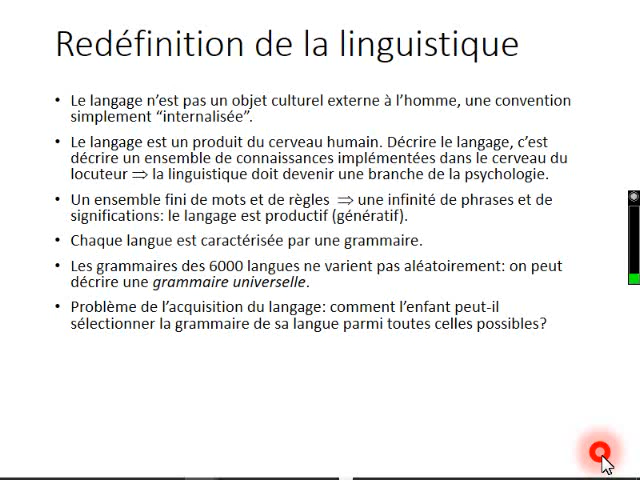 Redéfinition de la linguistique
• Le langage n’est pas un objet culturel externe à l’homme, une convention
simplement “internalisée”.
• Le langage est un produit du cerveau humain. Décrire le langage, c’est
décrire un ensemble de connaissances implémentées dans le cerveau du
locuteur ⇒ la linguistique doit devenir une branche de la psychologie.
• Un ensemble fini de mots et de règles ⇒ une infinité de phrases et de
significations: le langage est productif (génératif).
• Chaque langue est caractérisée par une grammaire.
• Les grammaires des 6000 langues ne varient pas aléatoirement: on peut
décrire une grammaire universelle.
• Problème de l’acquisition du langage: comment l’enfant peut-il
sélectionner la grammaire de sa langue parmi toutes celles possibles?